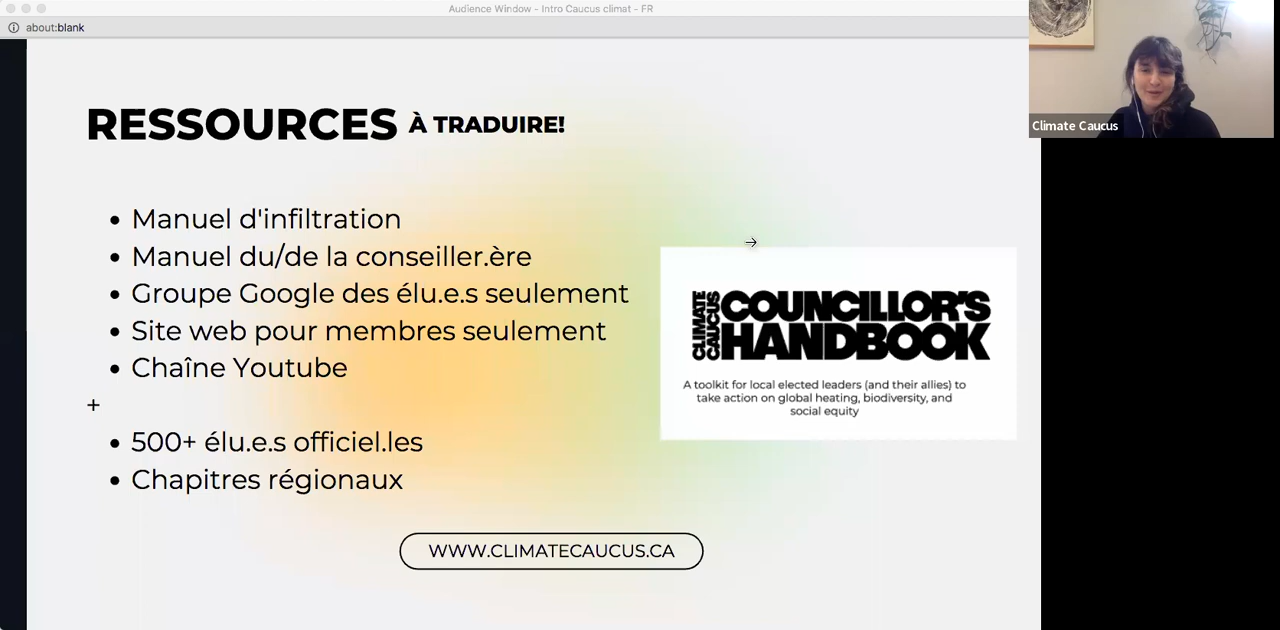 Audience Window - Intro Caucus climat - FR
about:blank
Climate Caucus
RESSOURCES À TRADUIRE!
• Manuel d'infiltration
• Manuel du/de la conseiller.ère
• Groupe Google des élu.e.s seulement
• Site web pour membres seulement
• Chaîne Youtube
+
• 500+ élu.e.s officiel.les
• Chapitres régionaux
CLIMATE CAUCUS
COUNCILLOR'S
HANDBOOK
A toolkit for local elected leaders (and their allies) to
take action on global heating, biodiversity, and
social equity
WWW.CLIMATECAUCUS.CA